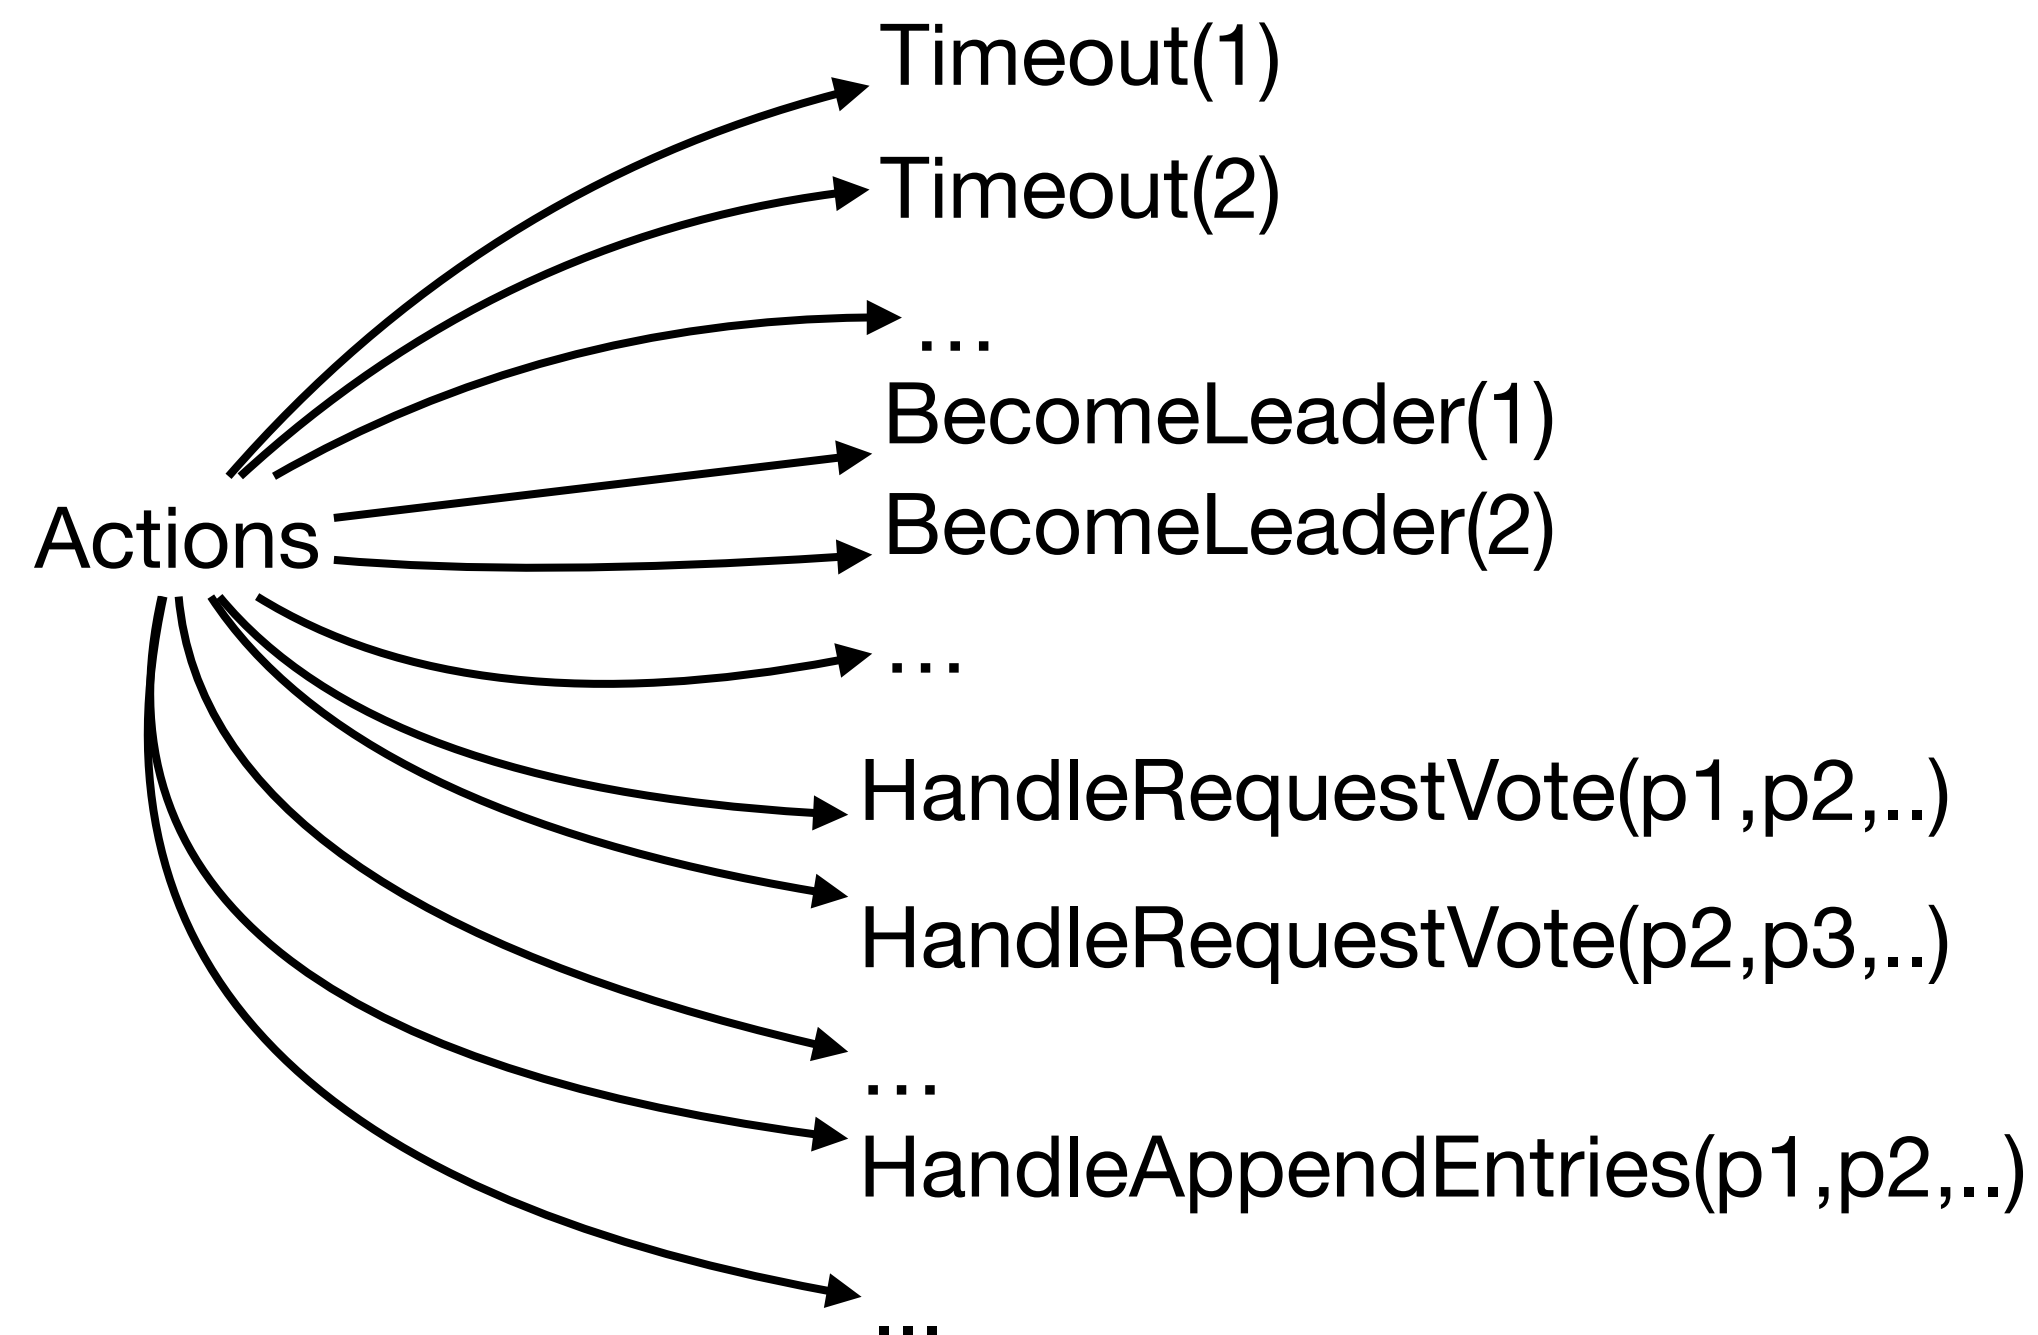 Timeout(1)
Timeout(2)
...
BecomeLeader(1)
Actions
BecomeLeader(2)
...
HandleRequestVote(p1,p2,..)
HandleRequestVote(p2,p3,..)
...
HandleAppendEntries(p1,p2,..)
...